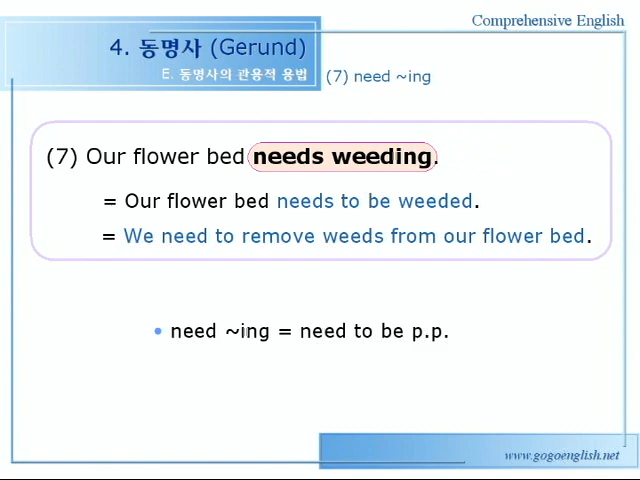 Comprehensive English
4. 동명사 (Gerund)
E. 동명사의 관용적 용법
(7) need ~ing
(7) Our flower bed needs weeding.
= Our flower bed needs to be weeded.
= We need to remove weeds from our flower bed.
• need ~ing = need to be p.p.
www.gogoenglish.net